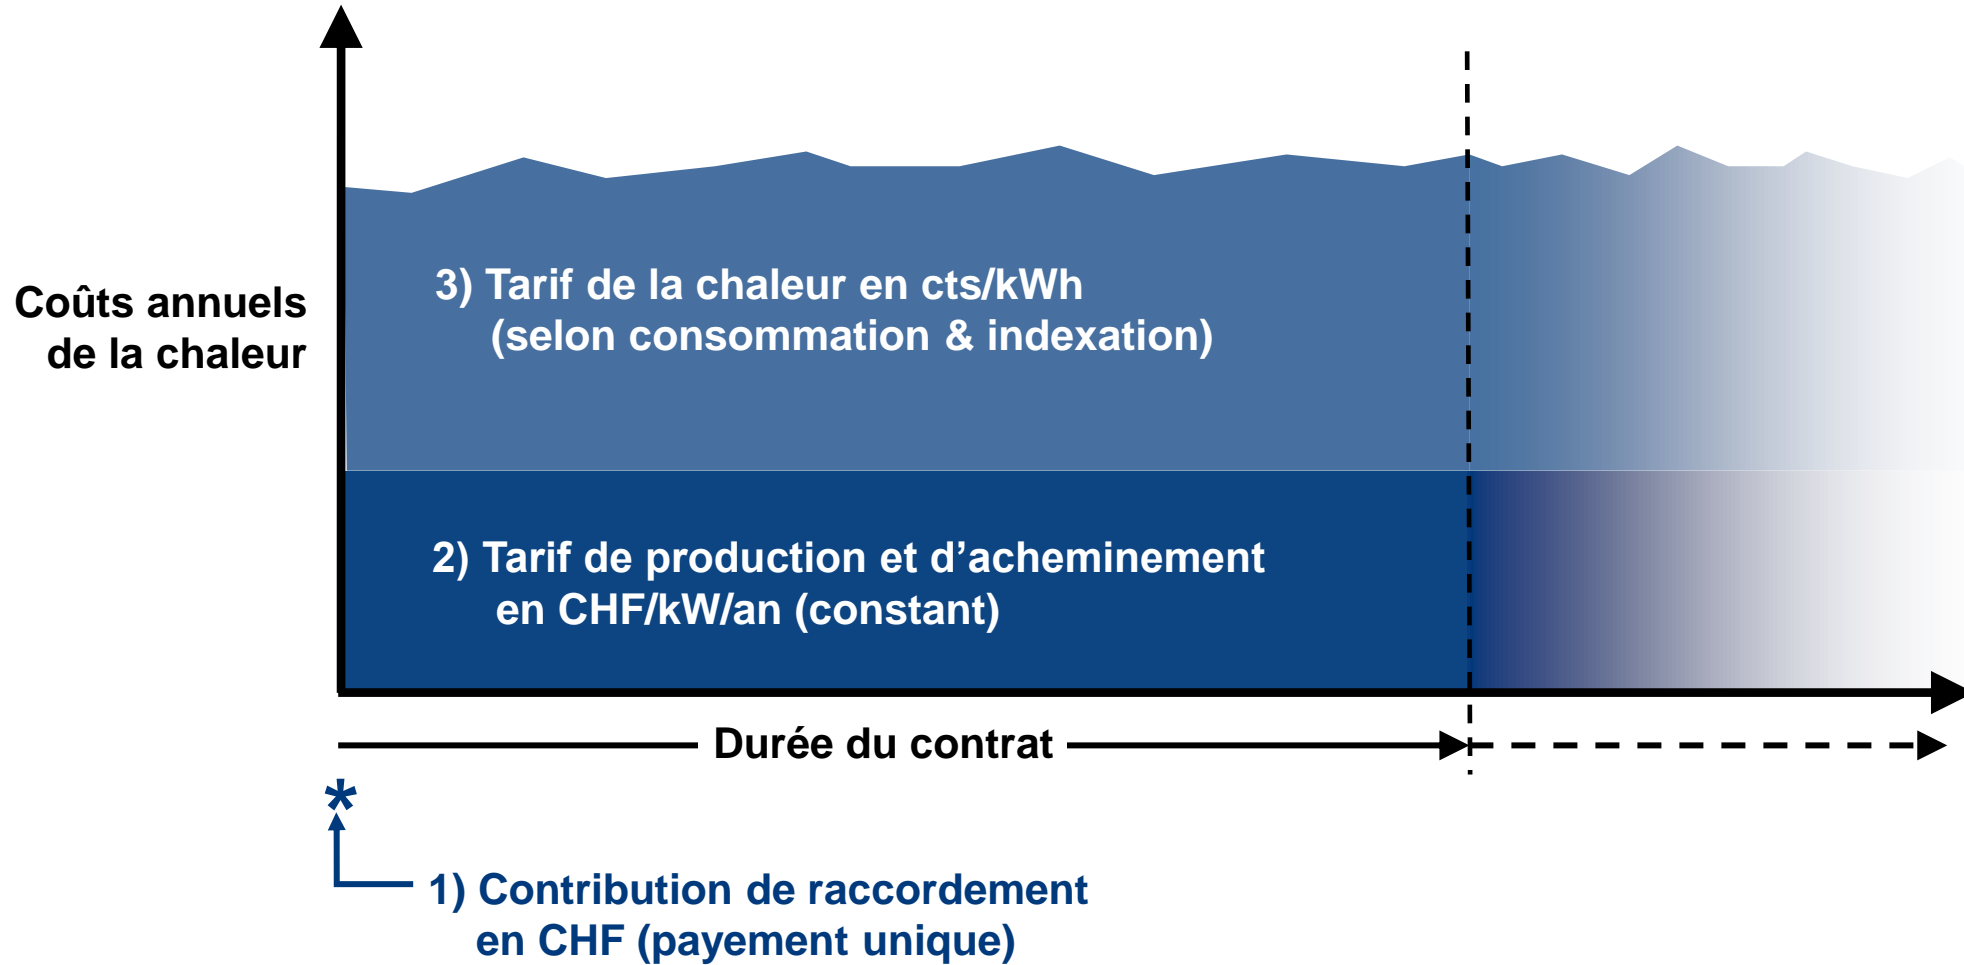 3) Tarif de la chaleur en cts/kWh
(selon consommation & indexation)
Coûts annuels
de la chaleur
2) Tarif de production et d’acheminement
en CHF/kW/an (constant)
Durée du contrat
*
1) Contribution de raccordement
en CHF (payement unique)